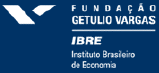 FUNDAÇÃO
GETULIO VARGAS
IBRE
Instituto Brasileiro
de Economia